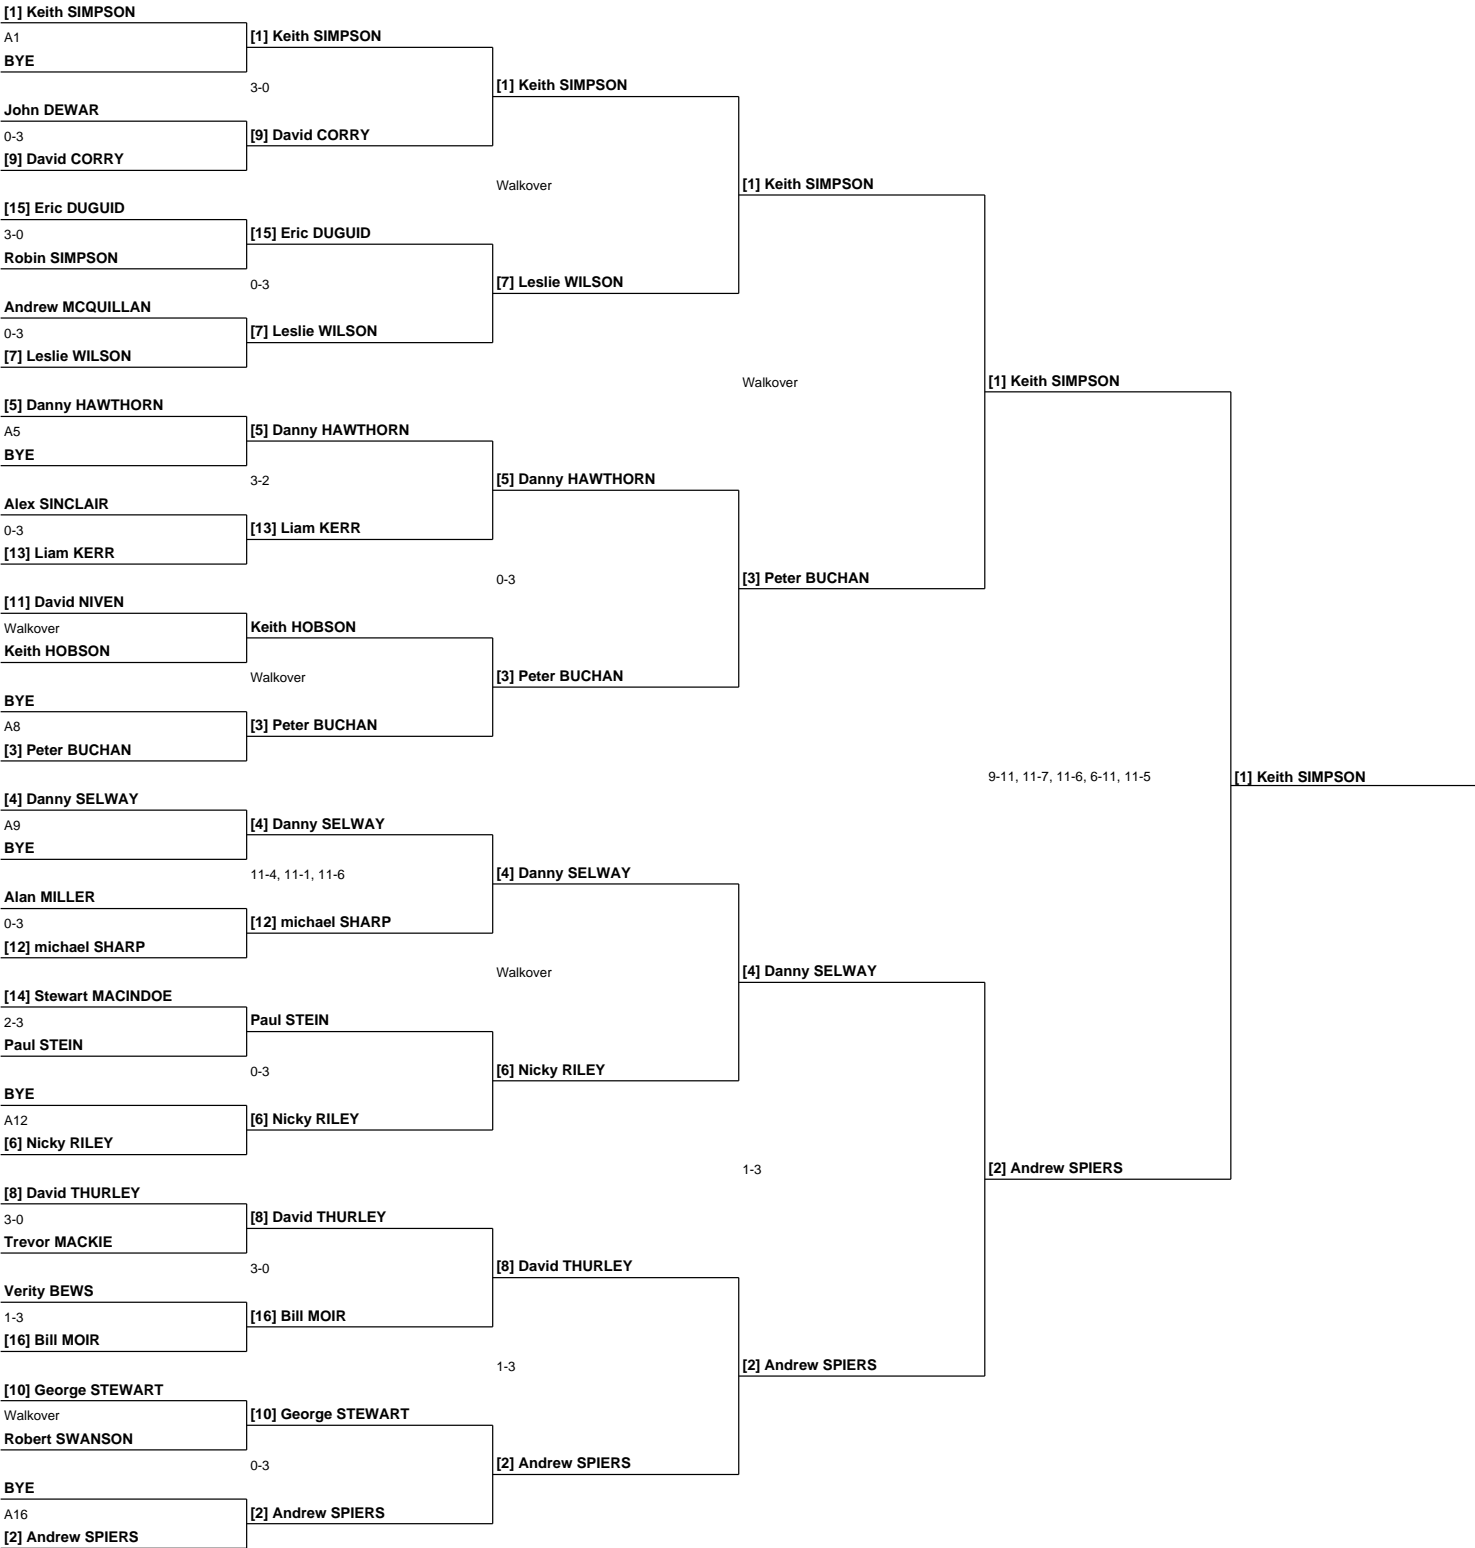 [1] Keith SIMPSON
A1
BYE
John DEWAR
0-3
[9] David CORRY
[15] Eric DUGUID
3-0
Robin SIMPSON
Andrew MCQUILLAN
0-3
[7] Leslie WILSON
[5] Danny HAWTHORN
A5
BYE
Alex SINCLAIR
0-3
[13] Liam KERR
[11] David NIVEN
Walkover
Keith HOBSON
BYE
A8
[3] Peter BUCHAN
[4] Danny SELWAY
A9
BYE
Alan MILLER
0-3
[12] michael SHARP
[14] Stewart MACINDOE
2-3
Paul STEIN
BYE
A12
[6] Nicky RILEY
[8] David THURLEY
3-0
Trevor MACKIE
Verity BEWS
1-3
[16] Bill MOIR
[10] George STEWART
Walkover
Robert SWANSON
BYE
A16
[2] Andrew SPIERS
[1] Keith SIMPSON
3-0
[9] David CORRY
[15] Eric DUGUID
0-3
[7] Leslie WILSON
[5] Danny HAWTHORN
3-2
[13] Liam KERR
Keith HOBSON
Walkover
[3] Peter BUCHAN
[4] Danny SELWAY
11-4, 11-1, 11-6
[12] michael SHARP
Paul STEIN
0-3
[6] Nicky RILEY
[8] David THURLEY
3-0
[16] Bill MOIR
[10] George STEWART
0-3
[2] Andrew SPIERS
[1] Keith SIMPSON
Walkover
[7] Leslie WILSON
[5] Danny HAWTHORN
0-3
[3] Peter BUCHAN
[4] Danny SELWAY
Walkover
[6] Nicky RILEY
[8] David THURLEY
1-3
[2] Andrew SPIERS
[1] Keith SIMPSON
Walkover
[3] Peter BUCHAN
[4] Danny SELWAY
1-3
[2] Andrew SPIERS
[1] Keith SIMPSON
9-11, 11-7, 11-6, 6-11, 11-5
[2] Andrew SPIERS
[1] Keith SIMPSON